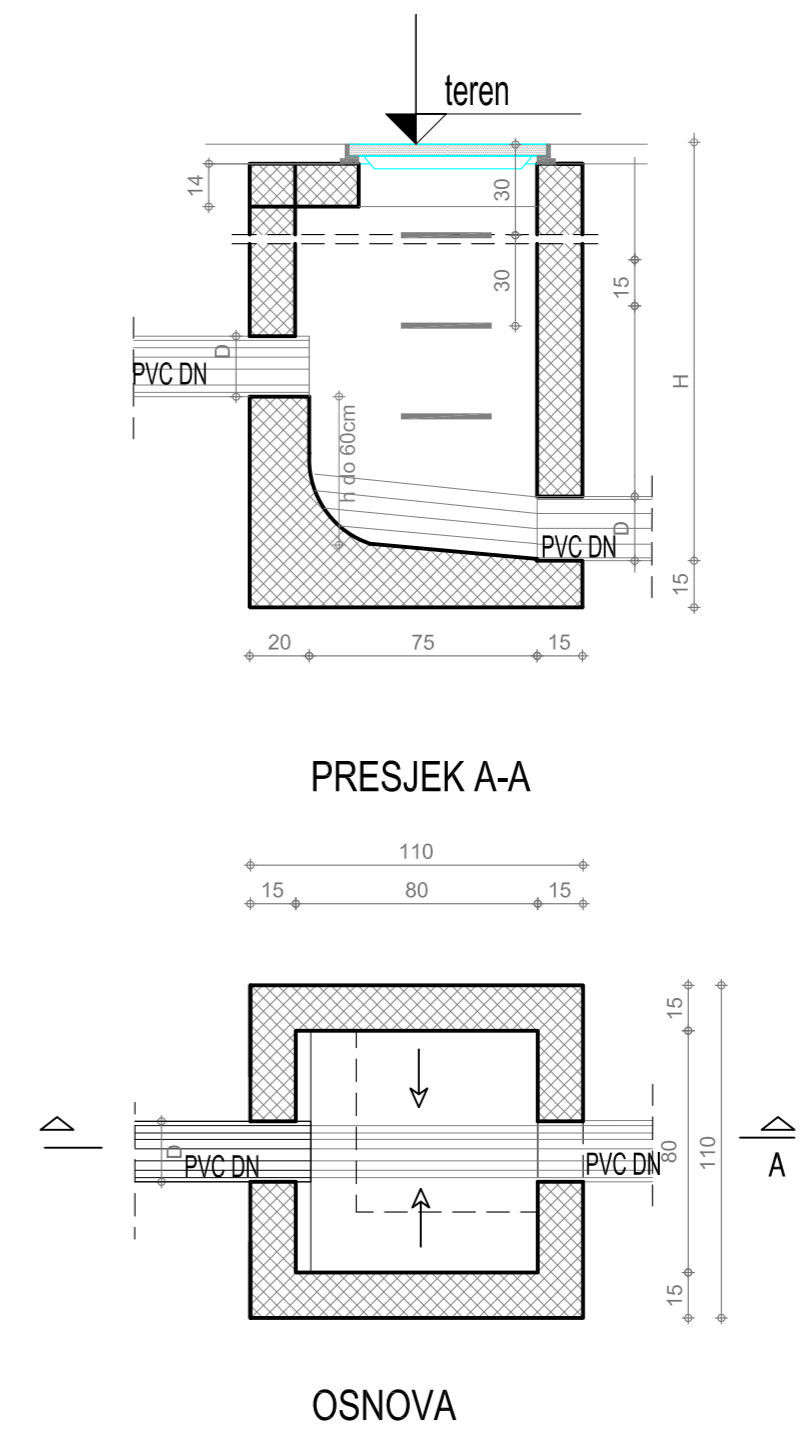 teren
14
30
30
15
D
PVC DN
H
h do 60cm
D
PVC DN
15
20 75 15
PRESJEK A-A
110
15 80 15
15
D
PVC DN
PVC DN
80
110
A
15
OSNOVA